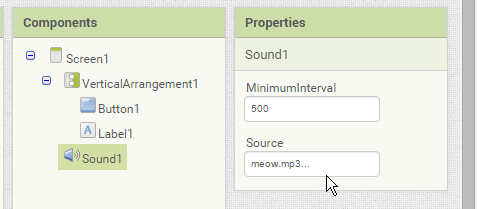 Components
Screen1
VerticalArrangement1
Button1
A Label1
Sound1
Properties
Sound1
MinimumInterval
500
Source
meow.mp3...